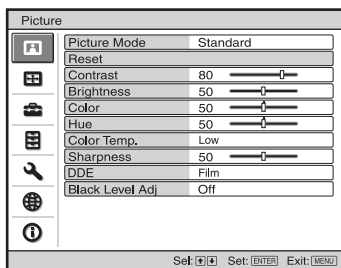 Picture
Picture Mode Standard
Reset
Contrast 80
Brightness 50
Color 50
Hue 50
Color Temp. Low
Sharpness 50
DDE Film
Black Level Adj Off
Sel: Set: ENTER Exit: MENU